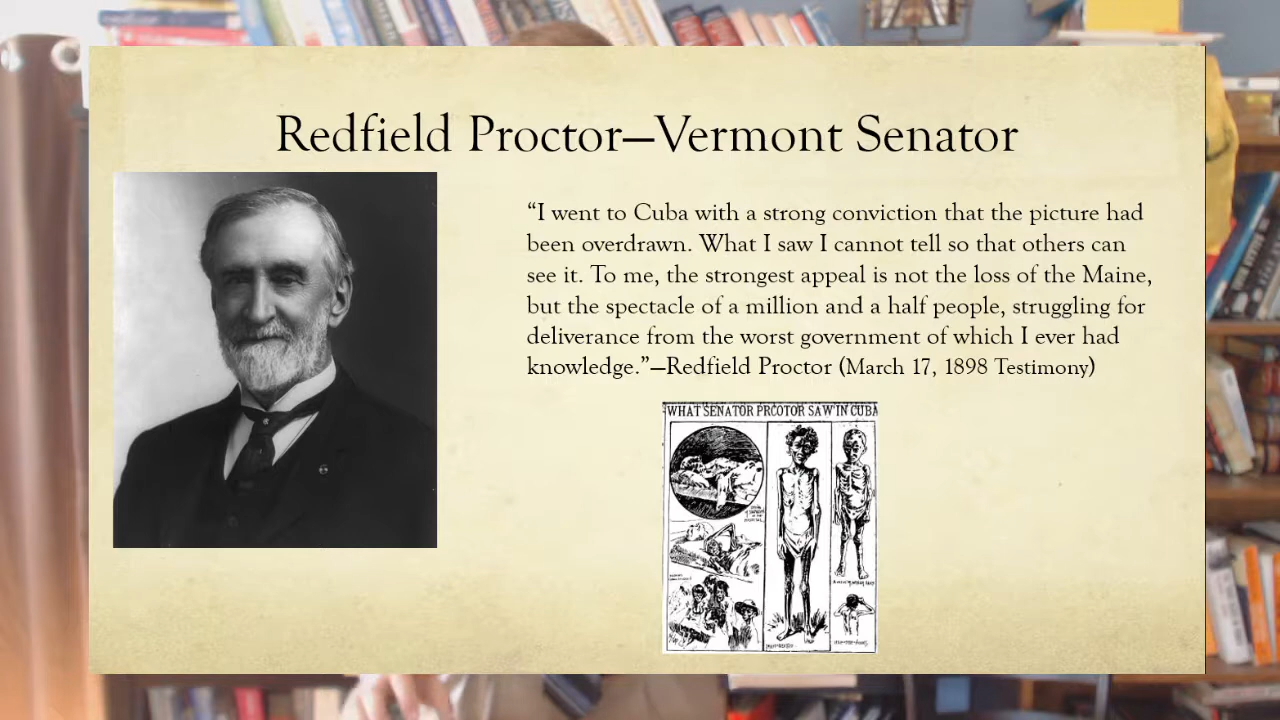 Redfield Proctor—Vermont Senator
“I went to Cuba with a strong conviction that the picture had
been overdrawn. What I saw I cannot tell so that others can
see it. To me, the strongest appeal is not the loss of the Maine,
but the spectacle of a million and a half people, struggling for
deliverance from the worst government of which I ever had
knowledge.”—Redfield Proctor (March 17, 1898 Testimony)
WHAT SENATOR PRCOTOR SAW IN CUBA